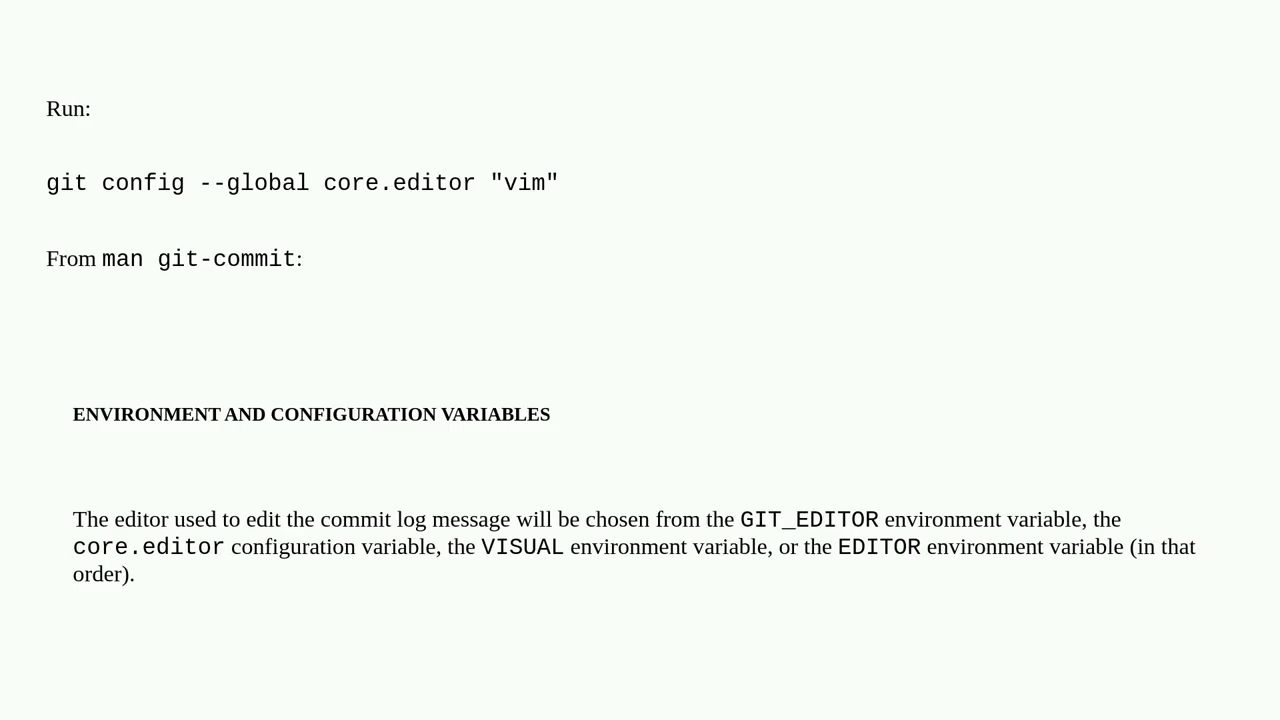 Run:
git config --global core.editor "vim"
From man git-commit:
ENVIRONMENT AND CONFIGURATION VARIABLES
The editor used to edit the commit log message will be chosen from the GIT_EDITOR environment variable, the
core.editor configuration variable, the VISUAL environment variable, or the EDITOR environment variable (in that
order).